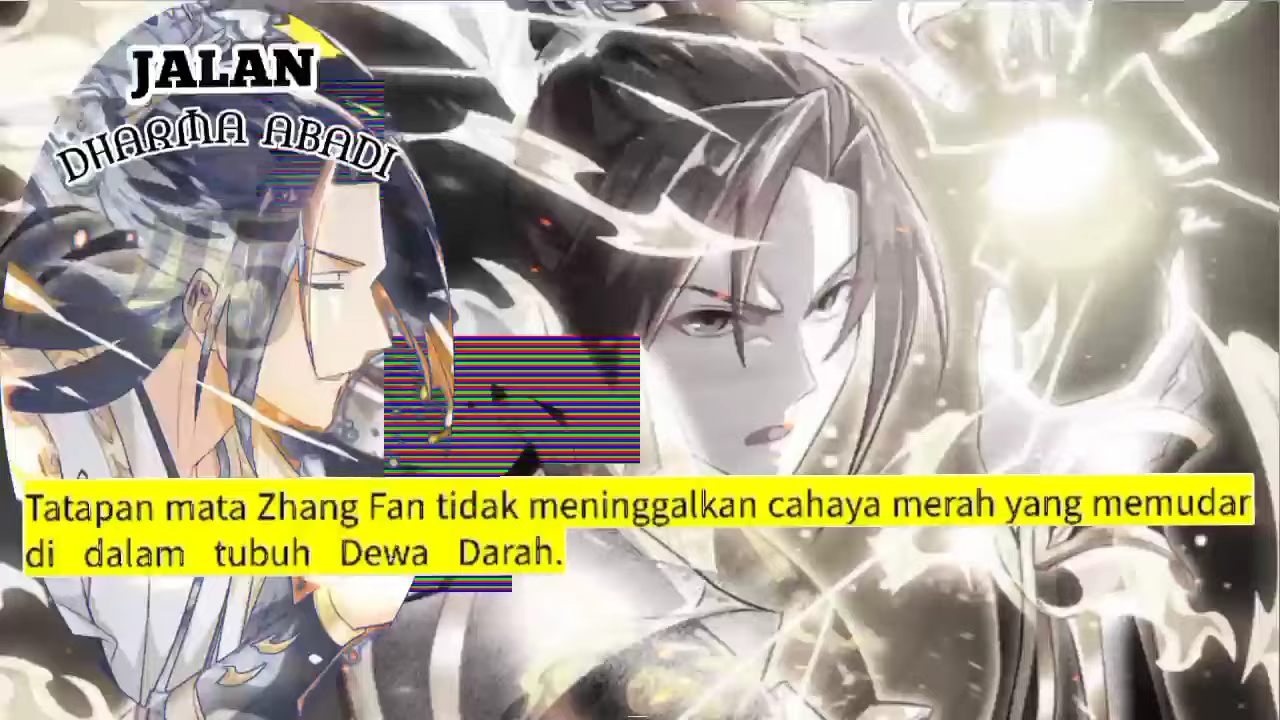 JALAN
DHARMA ABADI
Tatapan mata Zhang Fan tidak meninggalkan cahaya merah yang memudar
di dalam tubuh Dewa Darah.